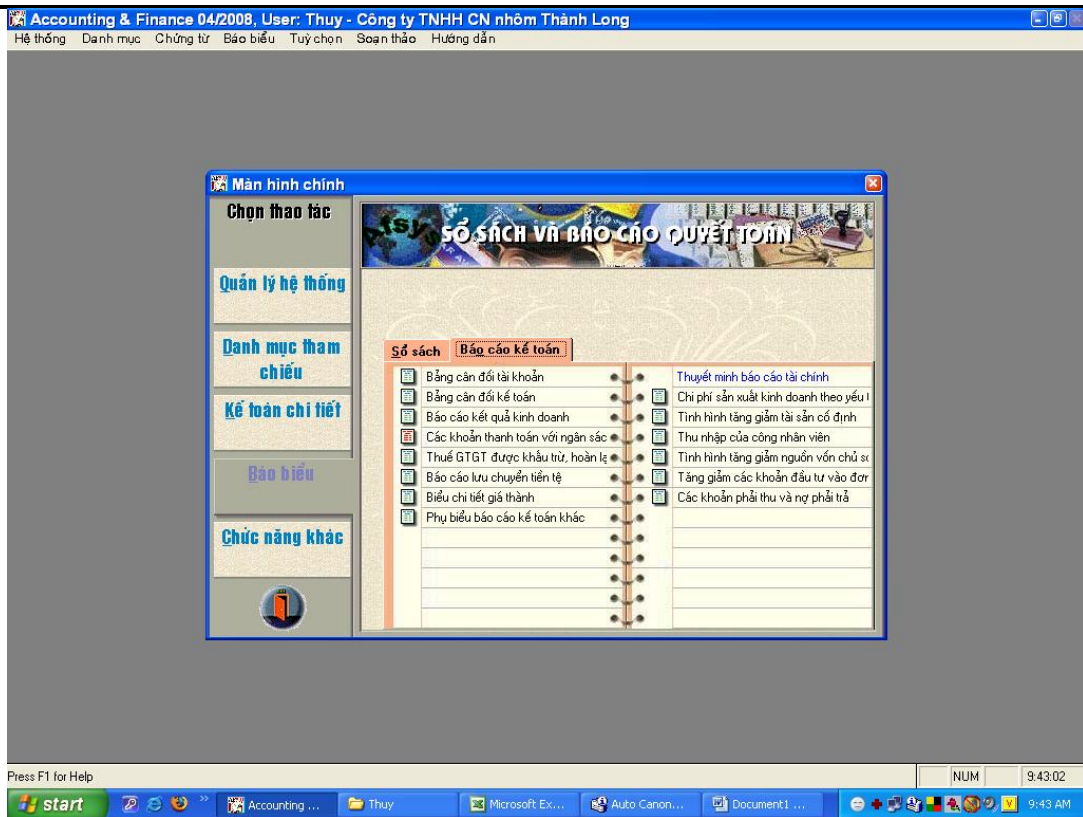 Accounting & Finance 04/2008, User: Thuy - Công ty TNHH CN nhôm Thành Long
Hệ thống Danh mục Chứng từ Báo biểu Tuỳ chọn Soạn thảo Hướng dẫn
Màn hình chính
Chọn thao tác
Quản lý hệ thống
Danh mục tham
chiếu
Kế toán chi tiết
Báo biểu
Chức năng khác
SỔ SÁCH VÀ BÁO CÁO QUYẾT TOÁN
Sổ sách Báo cáo kế toán
Bảng cân đối tài khoản
Bảng cân đối kế toán
Báo cáo kết quả kinh doanh
Các khoản thanh toán với ngân sác
Thuế GTGT được khấu trừ, hoàn lạ
Báo cáo lưu chuyển tiền tệ
Biểu chi tiết giá thành
Phụ biểu báo cáo kế toán khác
Thuyết minh báo cáo tài chính
Chi phí sản xuất kinh doanh theo yếu
Tình hình tăng giảm tài sản cố định
Thu nhập của công nhân viên
Tình hình tăng giảm nguồn vốn chủ sơ
Tăng giảm các khoản đầu tư vào đơn
Các khoản phải thu và nợ phải trả
Press F1 for Help
NUM 9:43:02
start Accounting ... Thuy Microsoft Ex... Auto Canon... Document1 ... 9:43 AM